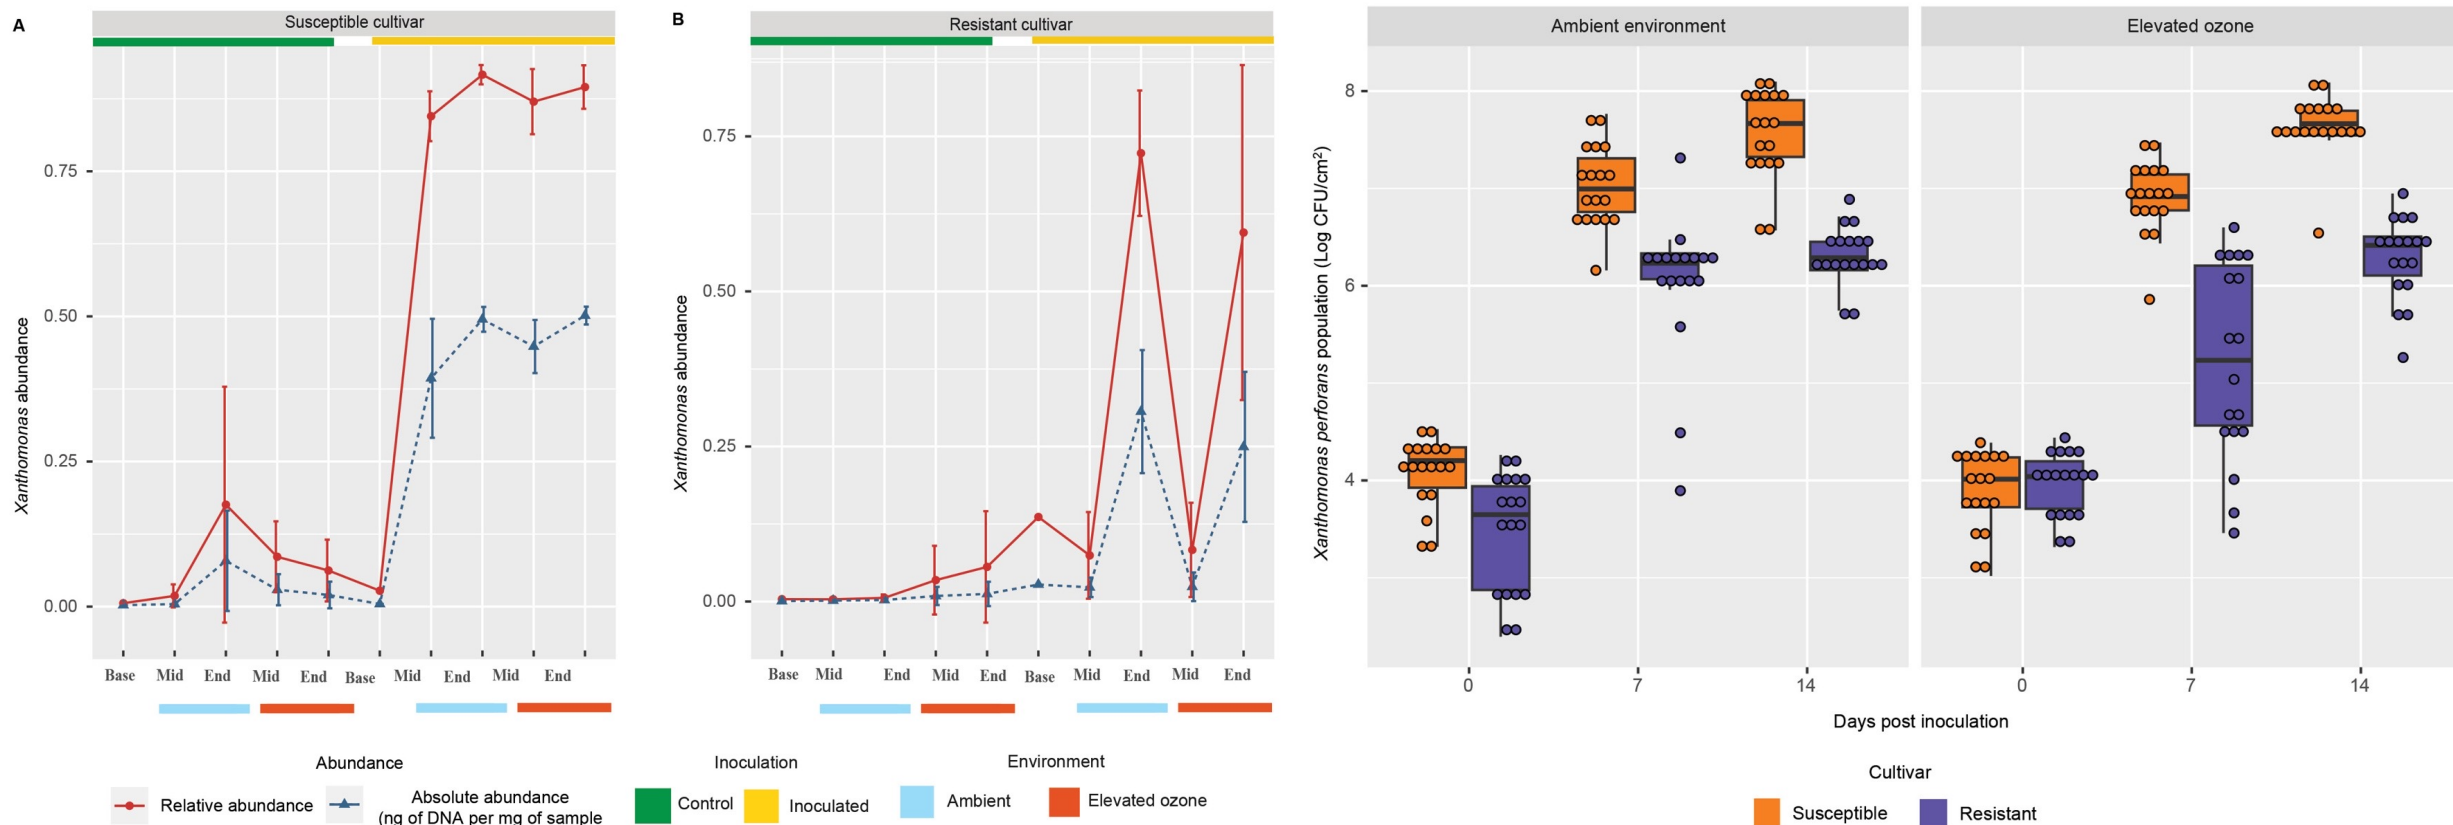 A
Susceptible cultivar
Xanthomonas abundance
0.75
0.50
0.25
0.00
Base Mid End Mid End Base Mid End Mid End
B
Resistant cultivar
Xanthomonas abundance
0.75
0.50
0.25
0.00
Base Mid End Mid End Base Mid End Mid End
Abundance
Relative abundance
Absolute abundance
(ng of DNA per mg of sample
Inoculation
Control
Inoculated
Environment
Ambient
Elevated ozone
Ambient environment
Elevated ozone
Xanthomonas perforans population (Log CFU/cm²)
8
6
4
0 7 14
0 7 14
Days post inoculation
Cultivar
Susceptible
Resistant